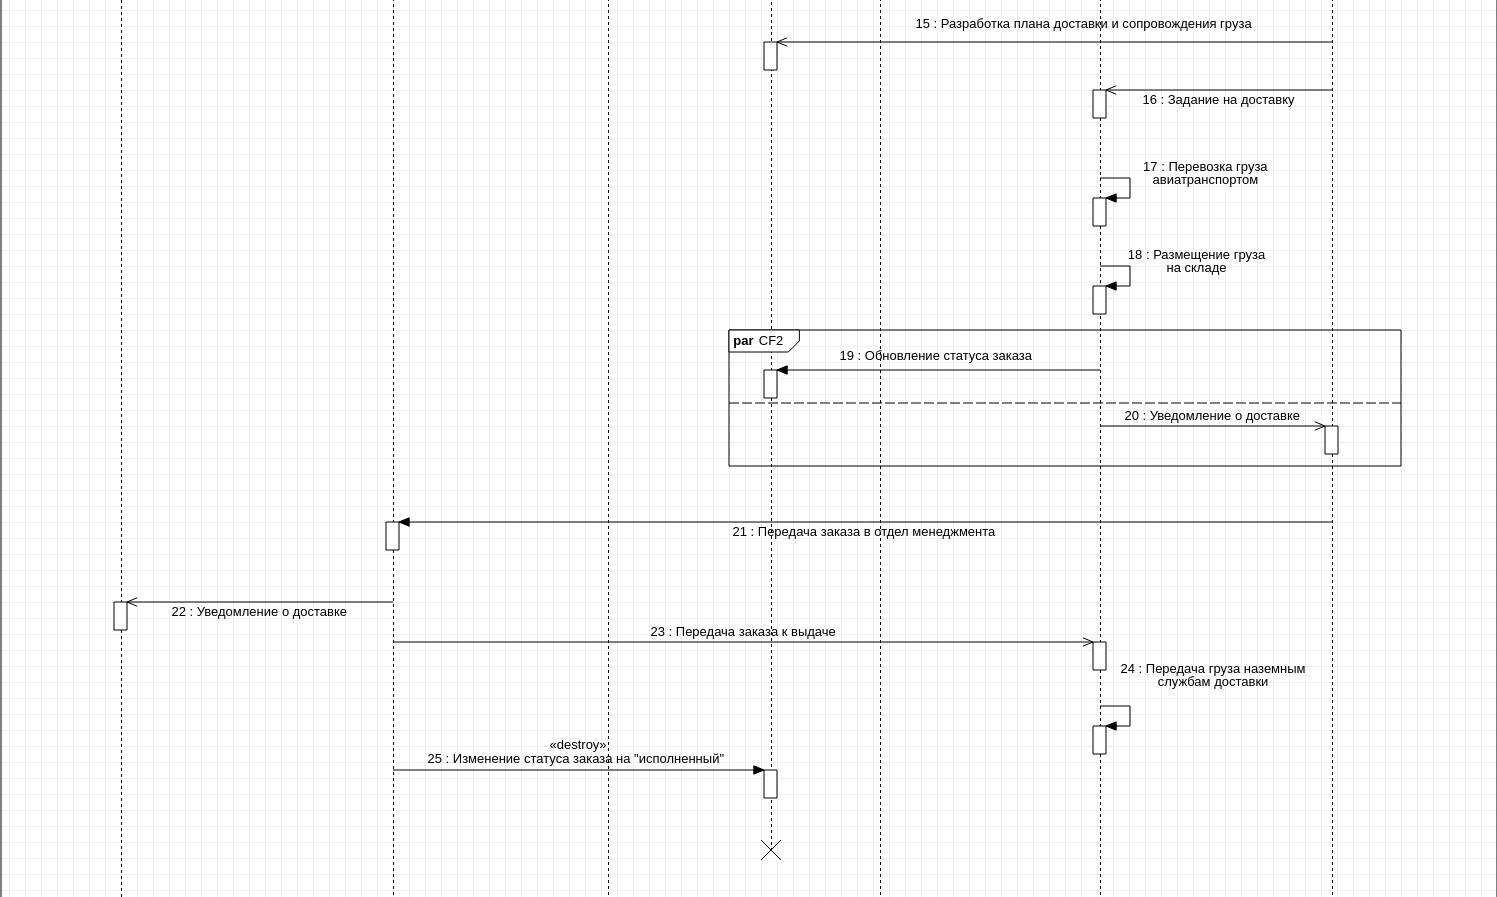 15 : Разработка плана доставки и сопровождения груза
16 : Задание на доставку
17 : Перевозка груза
авиатранспортом
18 : Размещение груза
на складе
par CF2
19 : Обновление статуса заказа
20 : Уведомление о доставке
21 : Передача заказа в отдел менеджмента
22 : Уведомление о доставке
23 : Передача заказа к выдаче
24 : Передача груза наземным
службам доставки
«destroy»
25 : Изменение статуса заказа на "исполненный"